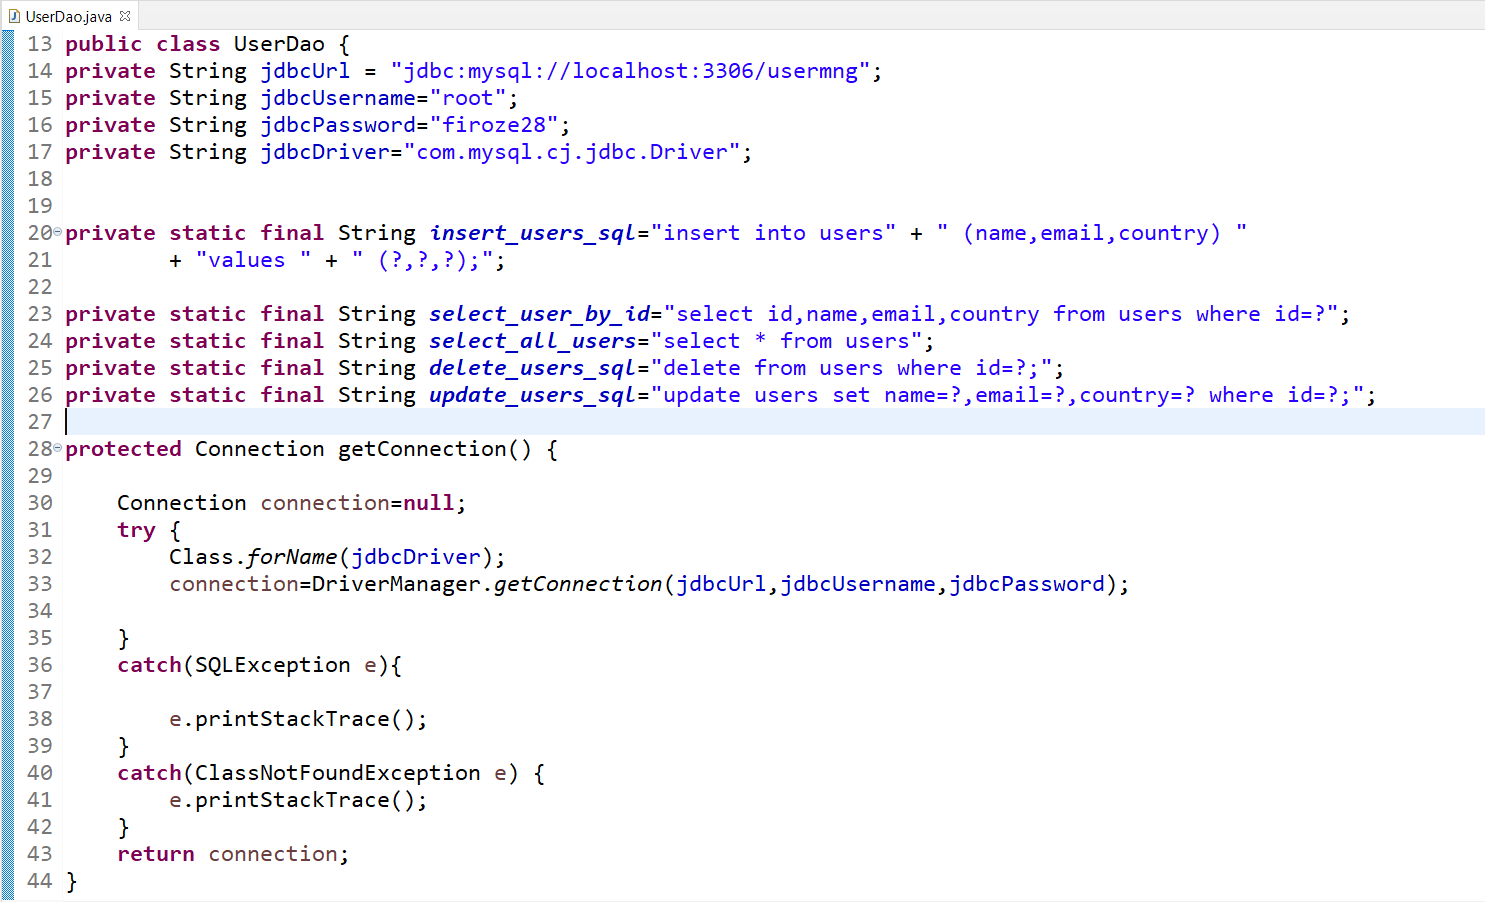 UserDao.java
13 public class UserDao {
14 private String jdbcUrl = "jdbc:mysql://localhost:3306/usermng";
15 private String jdbcUsername="root";
16 private String jdbcPassword="firoze28";
17 private String jdbcDriver="com.mysql.cj.jdbc.Driver";
18
19
20 private static final String insert_users_sql="insert into users" + " (name,email,country) "
21         + "values " + " (?,?,?);";
22
23 private static final String select_user_by_id="select id,name,email,country from users where id=?";
24 private static final String select_all_users="select * from users";
25 private static final String delete_users_sql="delete from users where id=?;";
26 private static final String update_users_sql="update users set name=?,email=?,country=? where id=?;";
27
28 protected Connection getConnection() {
29
30     Connection connection=null;
31     try {
32         Class.forName(jdbcDriver);
33         connection=DriverManager.getConnection(jdbcUrl,jdbcUsername,jdbcPassword);
34
35     }
36     catch(SQLException e){
37
38         e.printStackTrace();
39     }
40     catch(ClassNotFoundException e) {
41         e.printStackTrace();
42     }
43     return connection;
44 }